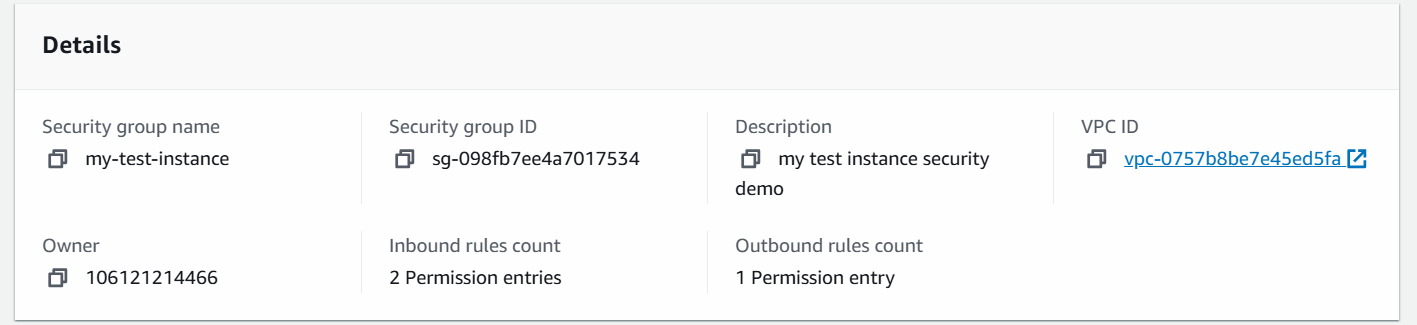 Details
Security group name
my-test-instance
Security group ID
sg-098fb7ee4a7017534
Description
my test instance security
demo
VPC ID
vpc-0757b8be7e45ed5fa
Owner
106121214466
Inbound rules count
2 Permission entries
Outbound rules count
1 Permission entry